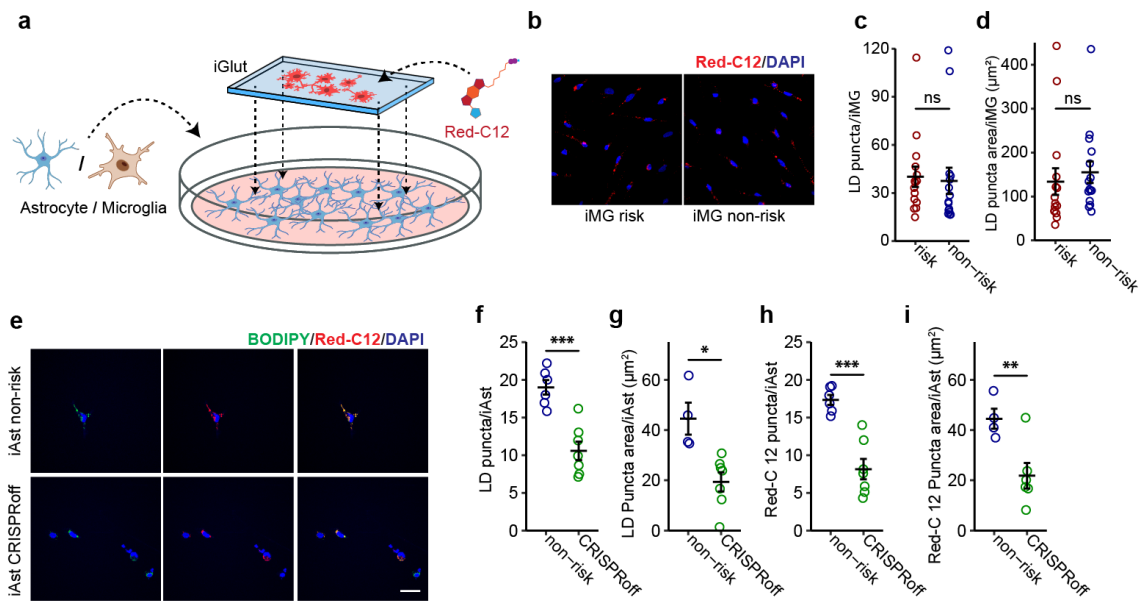 a
iGlut
Red-C12
Astrocyte / Microglia
b
Red-C12/DAPI
iMG risk
iMG non-risk
c
LD puncta/iMG
120
90
60
30
0
ns
risk
non−risk
d
LD puncta area/iMG (µm²)
400
300
200
100
0
ns
risk
non−risk
e
BODIPY/Red-C12/DAPI
iAst non-risk
iAst CRISPRoff
f
LD puncta/iAst
25
20
15
10
5
0
***
non−risk
CRISPRoff
g
LD Puncta area/iAst (µm²)
60
40
20
0
*
non−risk
CRISPRoff
h
Red-C 12 puncta/iAst
25
20
15
10
5
0
***
non−risk
CRISPRoff
i
Red-C 12 Puncta area/iAst (µm²)
60
40
20
0
**
non−risk
CRISPRoff